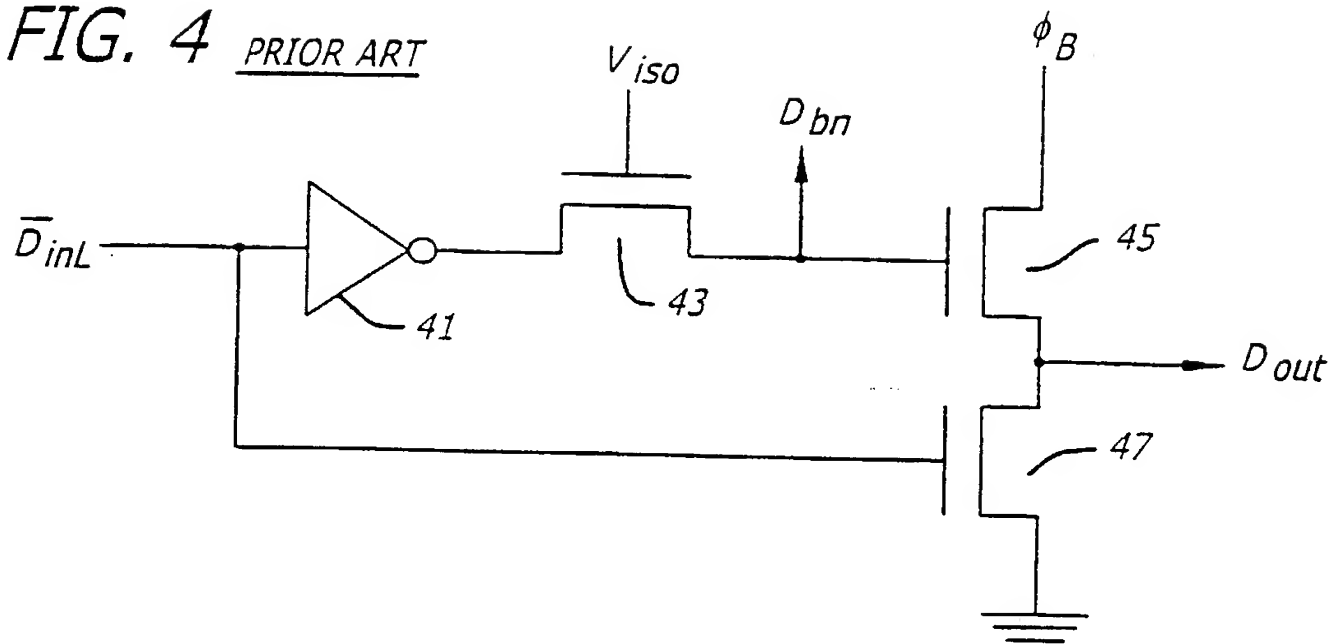 FIG. 4 PRIOR ART
V iso
ϕ B
D bn
D̅ inL
45
43
41
D out
47